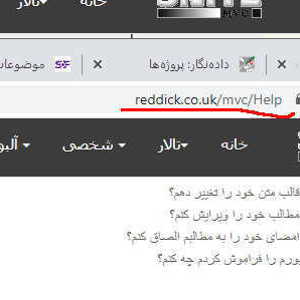 خانه تالار
داده‌نگار: پروژه‌ها موضوعات
reddick.co.uk/mvc/Help
خانه تالار شخصی آلبو
قالب متن خود را تغییر دهم؟
مطالب خود را ویرایش کنم؟
امضای خود را به مطالبم الصاق کنم؟
را فراموش کردم چه کنم؟